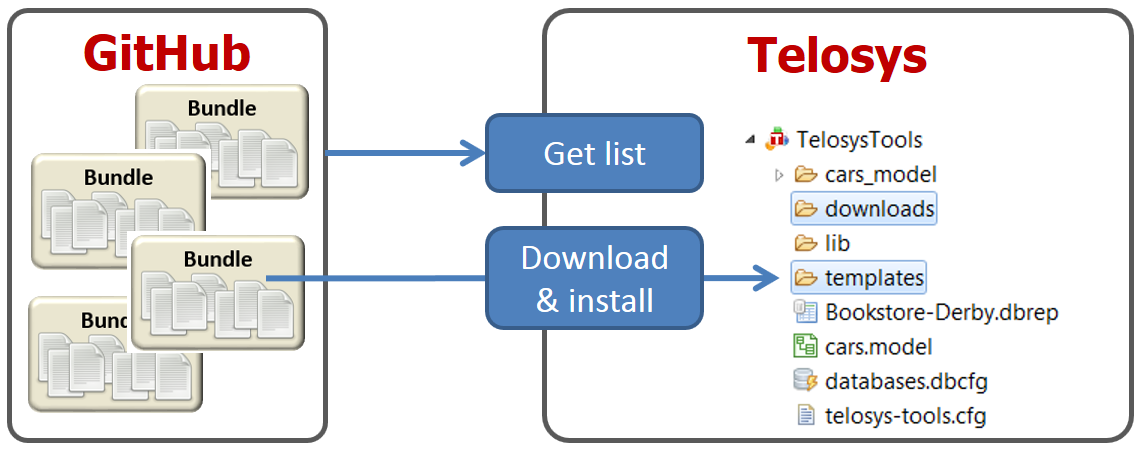 GitHub
Bundle
Bundle
Bundle
Bund
Get list
Download
& install
Telosys
TelosysTools
cars_model
downloads
lib
templates
Bookstore-Derby.dbrep
cars.model
databases.dbcfg
telosys-tools.cfg